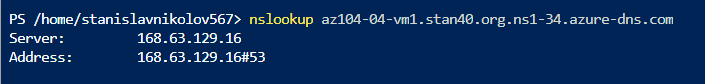 PS /home/stanislavnikolov567> nslookup az104-04-vm1.stan40.org.ns1-34.azure-dns.com
Server:         168.63.129.16
Address:        168.63.129.16#53